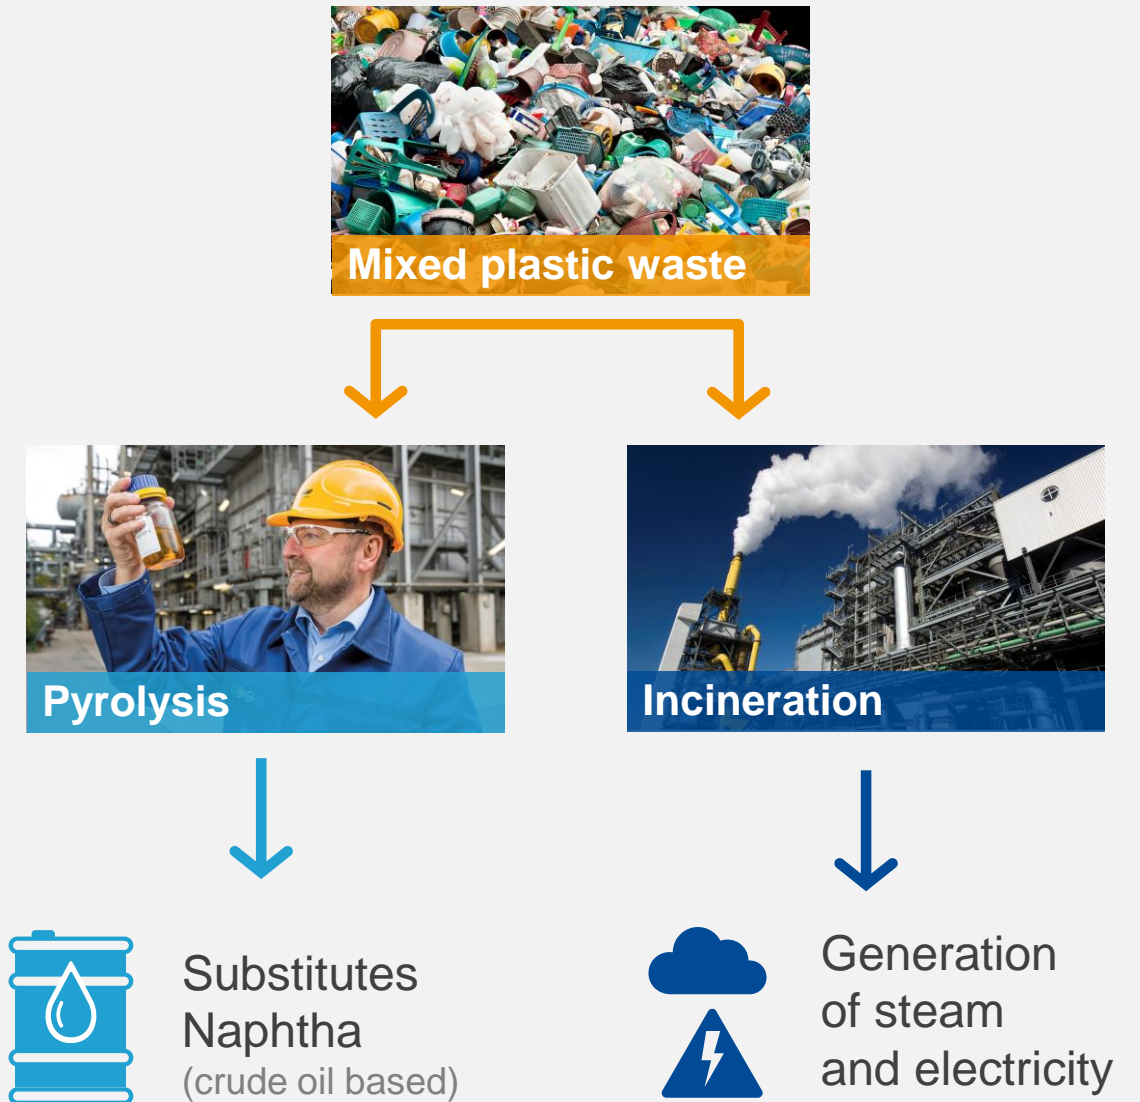 Mixed plastic waste
Pyrolysis
Incineration
Substitutes
Naphtha
(crude oil based)
Generation
of steam
and electricity